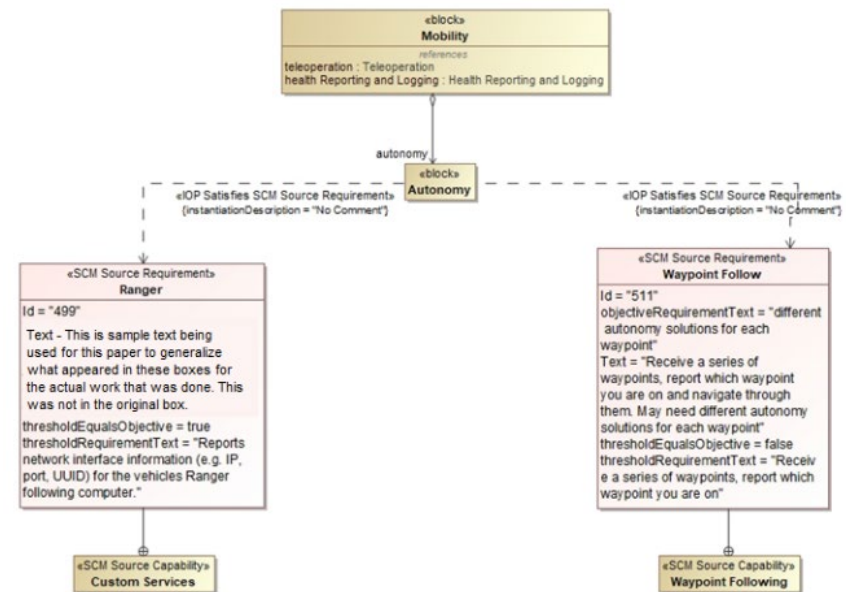 «block»
Mobility
references
teleoperation : Teleoperation
health Reporting and Logging : Health Reporting and Logging
autonomy
«block»
Autonomy
«IOP Satisfies SCM Source Requirement»
{instantiationDescription = "No Comment"}
«IOP Satisfies SCM Source Requirement»
{instantiationDescription = "No Comment"}
«SCM Source Requirement»
Ranger
Id = "499"
Text - This is sample text being
used for this paper to generalize
what appeared in these boxes for
the actual work that was done. This
was not in the original box.
thresholdEqualsObjective = true
thresholdRequirementText = "Reports
network interface information (e.g. IP,
port, UUID) for the vehicles Ranger
following computer."
«SCM Source Capability»
Custom Services
«SCM Source Requirement»
Waypoint Follow
Id = "511"
objectiveRequirementText = "different
autonomy solutions for each
waypoint"
Text = "Receive a series of
waypoints, report which waypoint
you are on and navigate through
them. May need different autonomy
solutions for each waypoint"
thresholdEqualsObjective = false
thresholdRequirementText = "Receiv
e a series of waypoints, report which
waypoint you are on"
«SCM Source Capability»
Waypoint Following